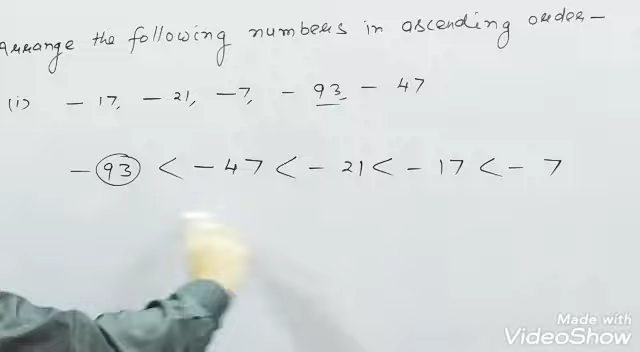 Arrange the following numbers in ascending order-
(i) - 17, - 21, - 7, - 93, - 47
- 93 < - 47 < - 21 < - 17 < - 7
Made with
VideoShow